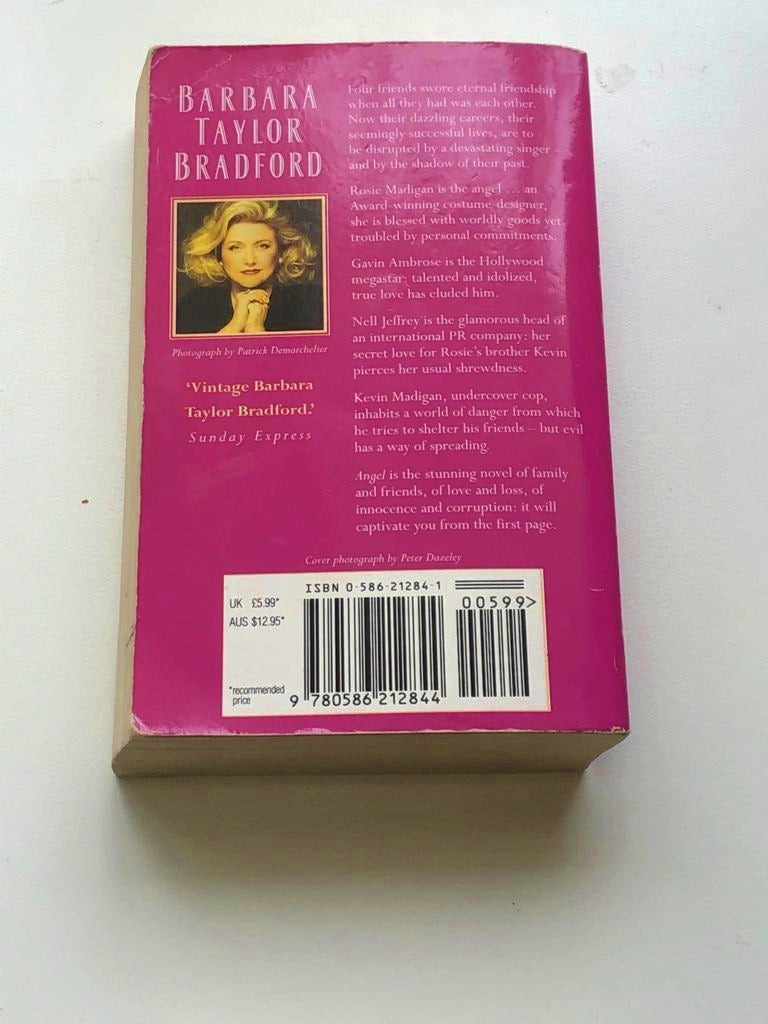 BARBARA
TAYLOR
BRADFORD
Photograph by Patrick Demarchelier
‘Vintage Barbara
Taylor Bradford.’
Sunday Express
Four friends swore eternal friendship
when all they had was each other.
Now their dazzling careers, their
seemingly successful lives, are to
be disrupted by a devastating singer
and by the shadow of their past.
Rosie Madigan is the angel ... an
Award-winning costume-designer,
she is blessed with worldly goods yet
troubled by personal commitments.
Gavin Ambrose is the Hollywood
megastar; talented and idolized,
true love has eluded him.
Nell Jeffrey is the glamorous head of
an international PR company: her
secret love for Rosie’s brother Kevin
pierces her usual shrewdness.
Kevin Madigan, undercover cop,
inhabits a world of danger from which
he tries to shelter his friends – but evil
has a way of spreading.
Angel is the stunning novel of family
and friends, of love and loss, of
innocence and corruption: it will
captivate you from the first page.
Cover photograph by Peter Dazeley
UK £5.99*
AUS $12.95*
*recommended
price
ISBN 0-586-21284-1
00599>
9 780586 212844